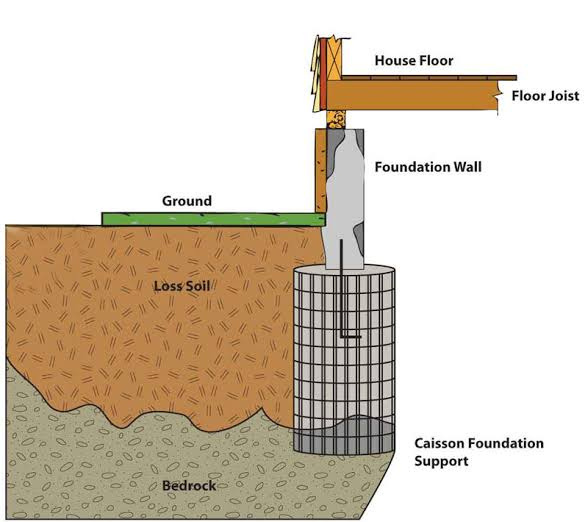 House Floor
Floor Joist
Foundation Wall
Ground
Loss Soil
Caisson Foundation
Support
Bedrock